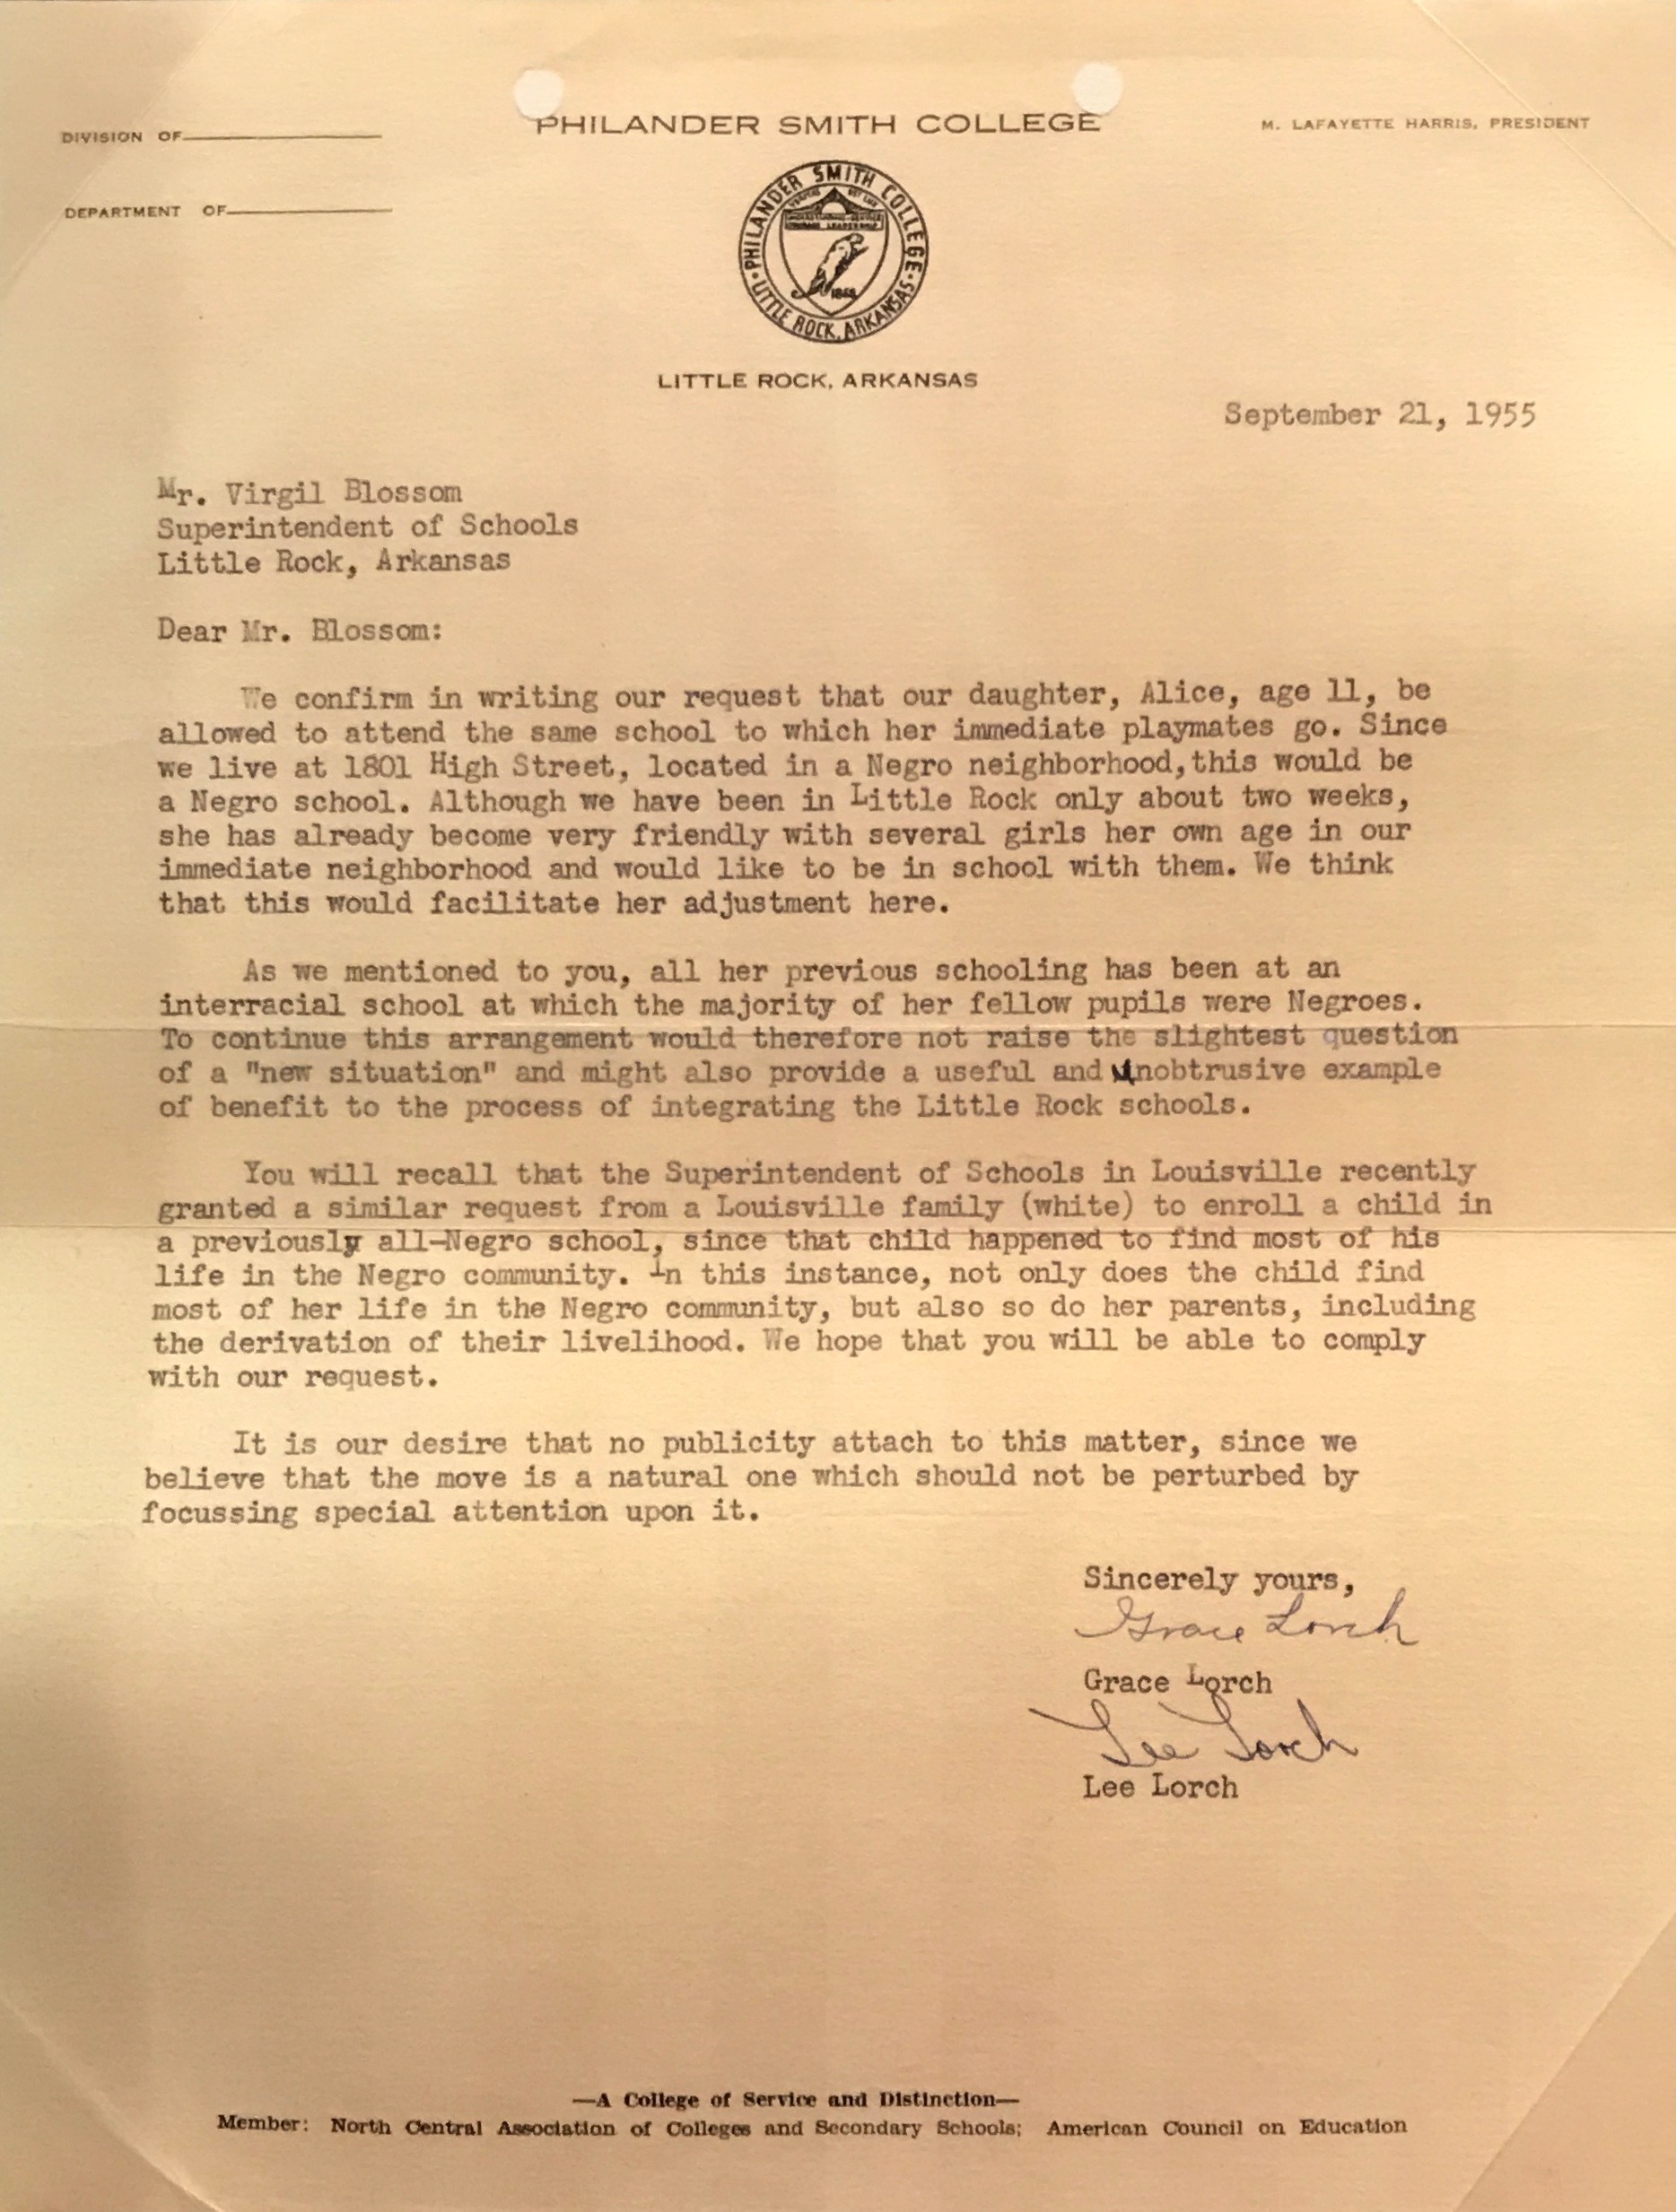 DIVISION OF
PHILANDER SMITH COLLEGE
M. LAFAYETTE HARRIS, PRESIDENT
DEPARTMENT OF
PHILANDER SMITH COLLEGE
LITTLE ROCK, ARKANSAS
LITTLE ROCK, ARKANSAS
September 21, 1955
Mr. Virgil Blossom
Superintendent of Schools
Little Rock, Arkansas
Dear Mr. Blossom:
We confirm in writing our request that our daughter, Alice, age 11, be
allowed to attend the same school to which her immediate playmates go. Since
we live at 1801 High Street, located in a Negro neighborhood,this would be
a Negro school. Although we have been in Little Rock only about two weeks,
she has already become very friendly with several girls her own age in our
immediate neighborhood and would like to be in school with them. We think
that this would facilitate her adjustment here.
As we mentioned to you, all her previous schooling has been at an
interracial school at which the majority of her fellow pupils were Negroes.
To continue this arrangement would therefore not raise the slightest question
of a "new situation" and might also provide a useful and unobtrusive example
of benefit to the process of integrating the Little Rock schools.
You will recall that the Superintendent of Schools in Louisville recently
granted a similar request from a Louisville family (white) to enroll a child in
a previously all-Negro school, since that child happened to find most of his
life in the Negro community. In this instance, not only does the child find
most of her life in the Negro community, but also so do her parents, including
the derivation of their livelihood. We hope that you will be able to comply
with our request.
It is our desire that no publicity attach to this matter, since we
believe that the move is a natural one which should not be perturbed by
focussing special attention upon it.
Sincerely yours,
Grace Lorch
Grace Lorch
Lee Lorch
Lee Lorch
—A College of Service and Distinction—
Member: North Central Association of Colleges and Secondary Schools; American Council on Education